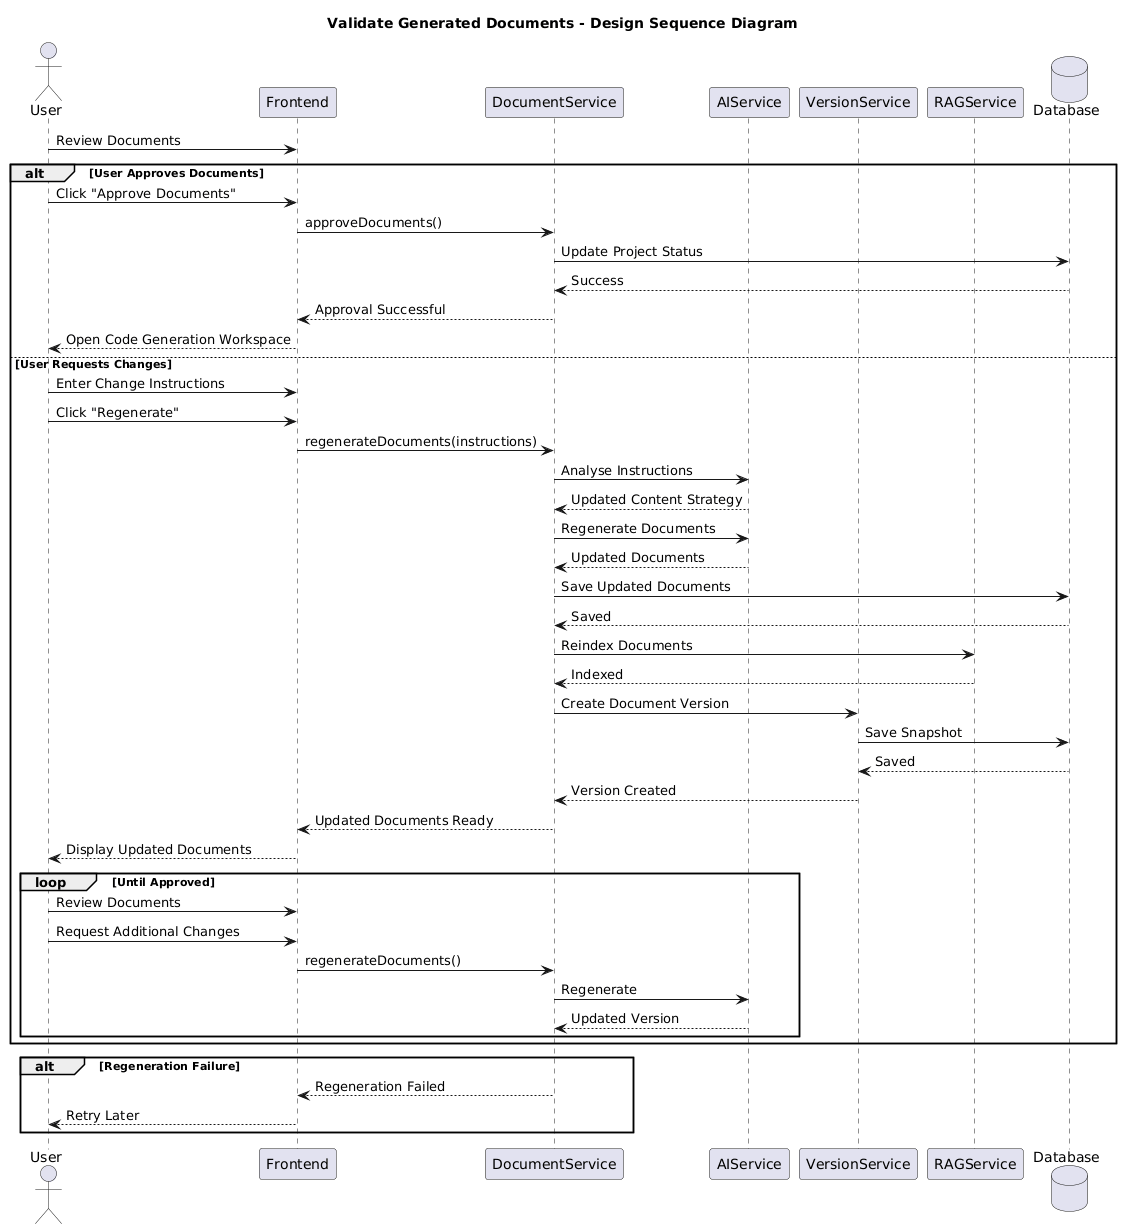 Validate Generated Documents - Design Sequence Diagram
User
Frontend
DocumentService
AIService
VersionService
RAGService
Database
Review Documents
alt
[User Approves Documents]
Click "Approve Documents"
approveDocuments()
Update Project Status
Success
Approval Successful
Open Code Generation Workspace
[User Requests Changes]
Enter Change Instructions
Click "Regenerate"
regenerateDocuments(instructions)
Analyse Instructions
Updated Content Strategy
Regenerate Documents
Updated Documents
Save Updated Documents
Saved
Reindex Documents
Indexed
Create Document Version
Save Snapshot
Saved
Version Created
Updated Documents Ready
Display Updated Documents
loop
[Until Approved]
Review Documents
Request Additional Changes
regenerateDocuments()
Regenerate
Updated Version
alt
[Regeneration Failure]
Regeneration Failed
Retry Later
User
Frontend
DocumentService
AIService
VersionService
RAGService
Database